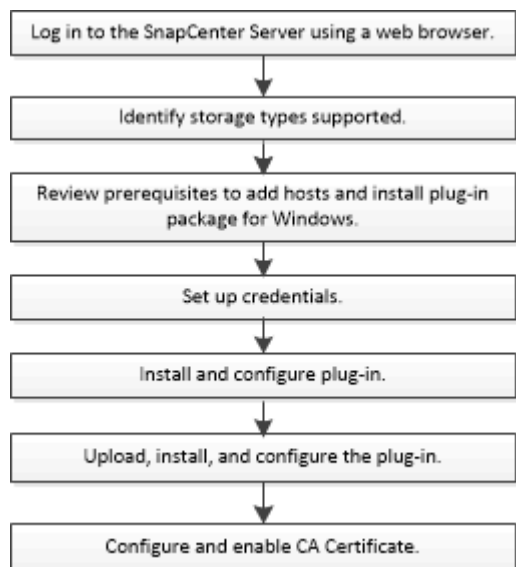 Log in to the SnapCenter Server using a web browser.
Identify storage types supported.
Review prerequisites to add hosts and install plug-in
package for Windows.
Set up credentials.
Install and configure plug-in.
Upload, install, and configure the plug-in.
Configure and enable CA Certificate.